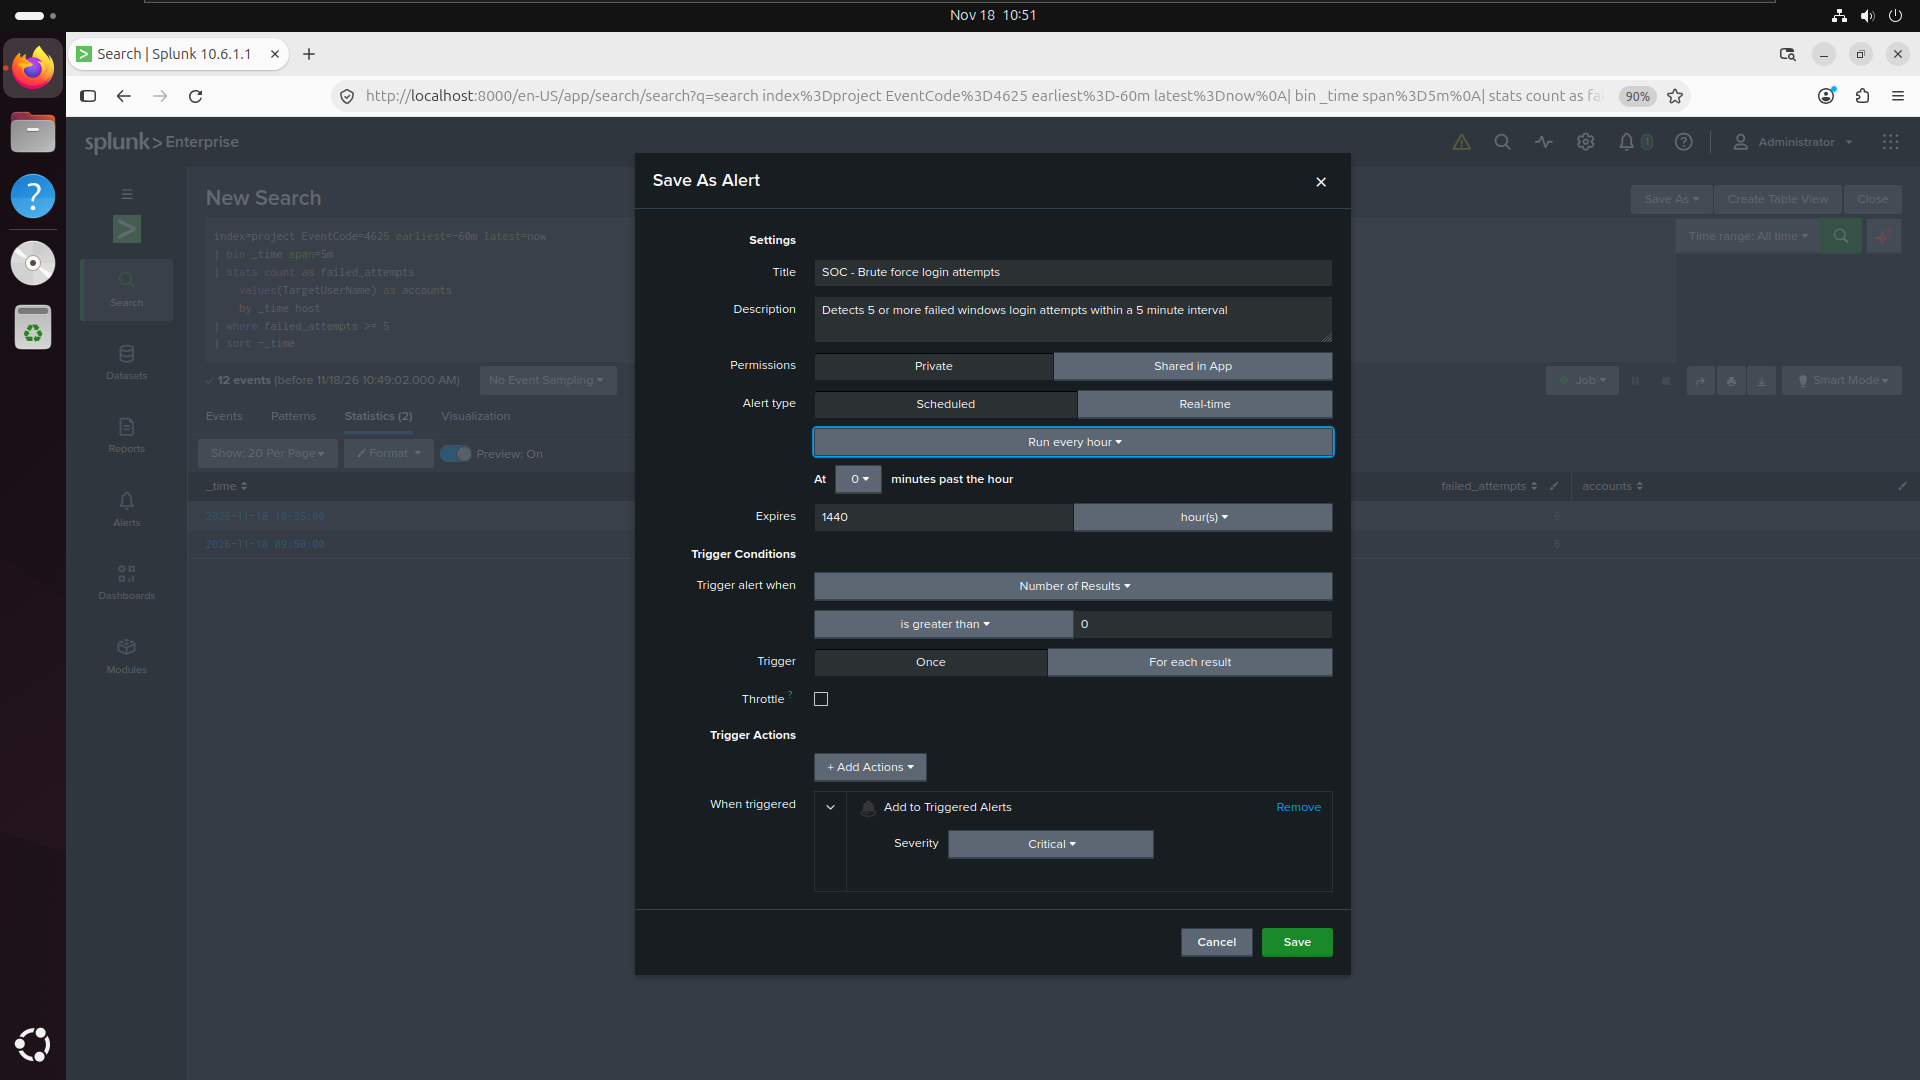 Nov 18 10:51
Search | Splunk 10.6.1.1
http://localhost:8000/en-US/app/search/search?q=search index%3Dproject EventCode%3D4625 earliest%3D-60m latest%3Dnow%0A| bin _time span%3D5m%0A| stats count as fai
90%
splunk>Enterprise
1
Administrator
New Search
Save As
Create Table View
Close
index=project EventCode=4625 earliest=-60m latest=now
| bin _time span=5m
| stats count as failed_attempts
values(TargetUserName) as accounts
by _time host
| where failed_attempts >= 5
| sort -_time
Time range: All time
12 events (before 11/18/26 10:49:02.000 AM)
No Event Sampling
Job
Smart Mode
Events
Patterns
Statistics (2)
Visualization
Show: 20 Per Page
Format
Preview: On
_time
failed_attempts
accounts
2026-11-18 10:35:00
6
2026-11-18 09:50:00
6
Search
Datasets
Reports
Alerts
Dashboards
Modules
Save As Alert
Settings
Title
SOC - Brute force login attempts
Description
Detects 5 or more failed windows login attempts within a 5 minute interval
Permissions
Private
Shared in App
Alert type
Scheduled
Real-time
Run every hour
At 0 minutes past the hour
Expires
1440
hour(s)
Trigger Conditions
Trigger alert when
Number of Results
is greater than
0
Trigger
Once
For each result
Throttle ?
Trigger Actions
+ Add Actions
When triggered
Add to Triggered Alerts
Remove
Severity
Critical
Cancel
Save